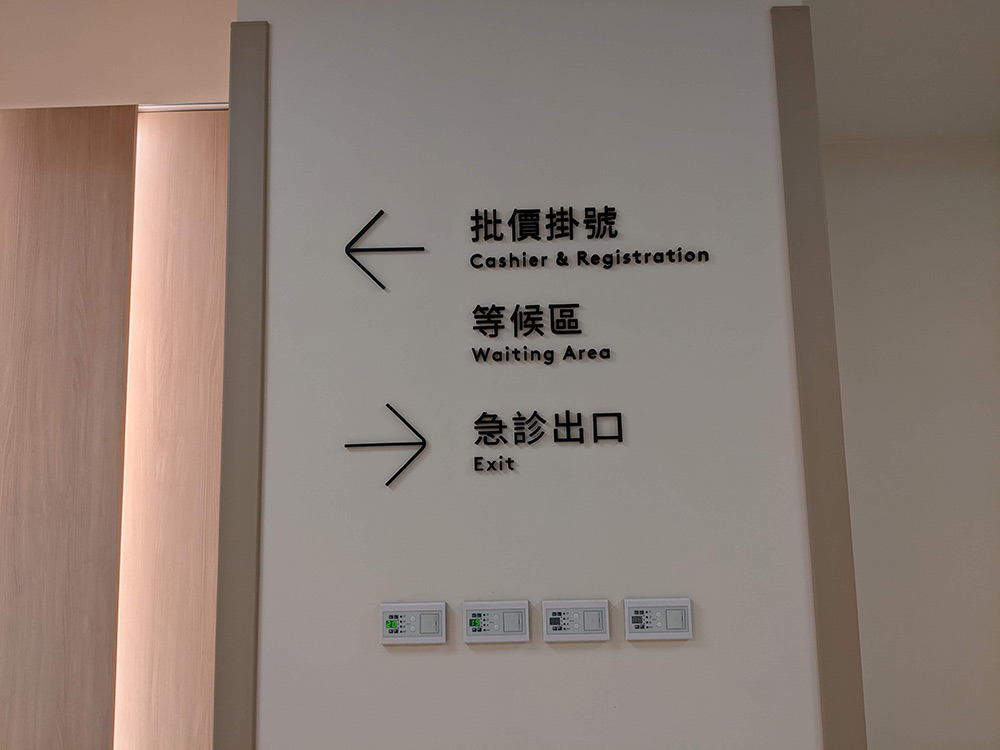 批價掛號
Cashier & Registration
等候區
Waiting Area
急診出口
Exit